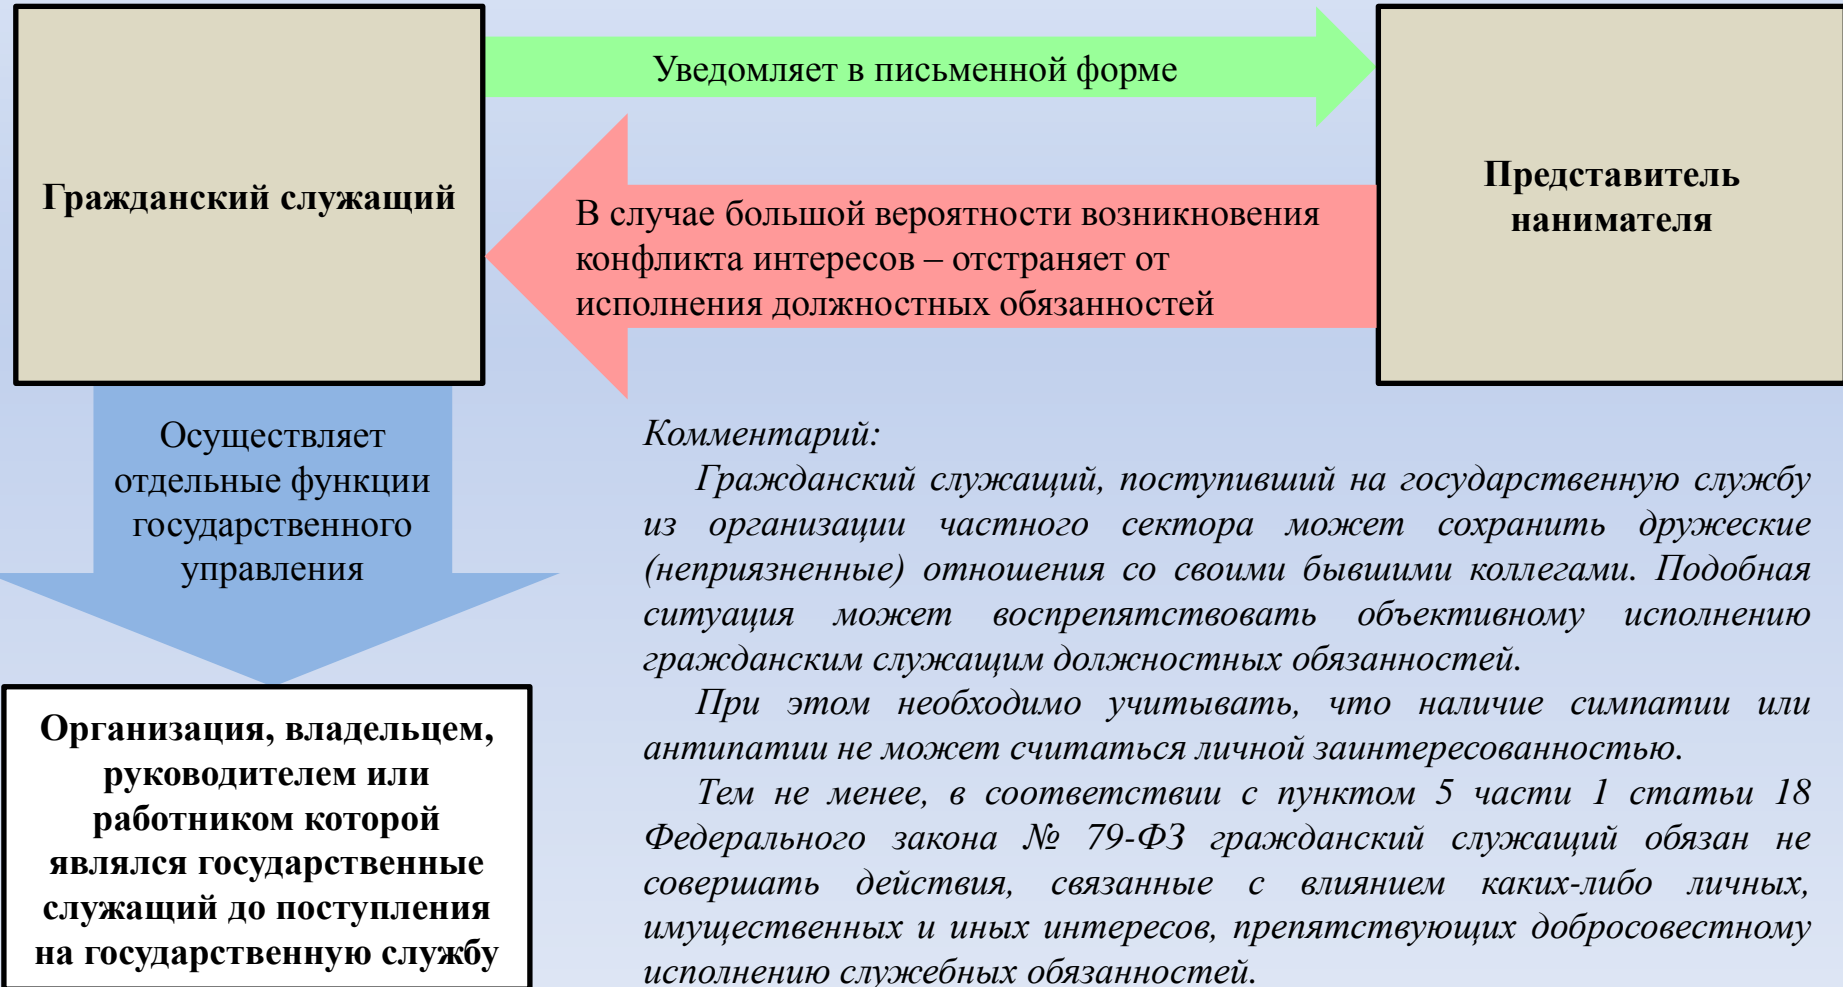 Гражданский служащий
Уведомляет в письменной форме
Представитель
нанимателя
В случае большой вероятности возникновения
конфликта интересов – отстраняет от
исполнения должностных обязанностей
Осуществляет
отдельные функции
государственного
управления
Организация, владельцем,
руководителем или
работником которой
являлся государственные
служащий до поступления
на государственную службу
Комментарий:
Гражданский служащий, поступивший на государственную службу
из организации частного сектора может сохранить дружеские
(неприязненные) отношения со своими бывшими коллегами. Подобная
ситуация может воспрепятствовать объективному исполнению
гражданским служащим должностных обязанностей.
При этом необходимо учитывать, что наличие симпатии или
антипатии не может считаться личной заинтересованностью.
Тем не менее, в соответствии с пунктом 5 части 1 статьи 18
Федерального закона № 79-ФЗ гражданский служащий обязан не
совершать действия, связанные с влиянием каких-либо личных,
имущественных и иных интересов, препятствующих добросовестному
исполнению служебных обязанностей.